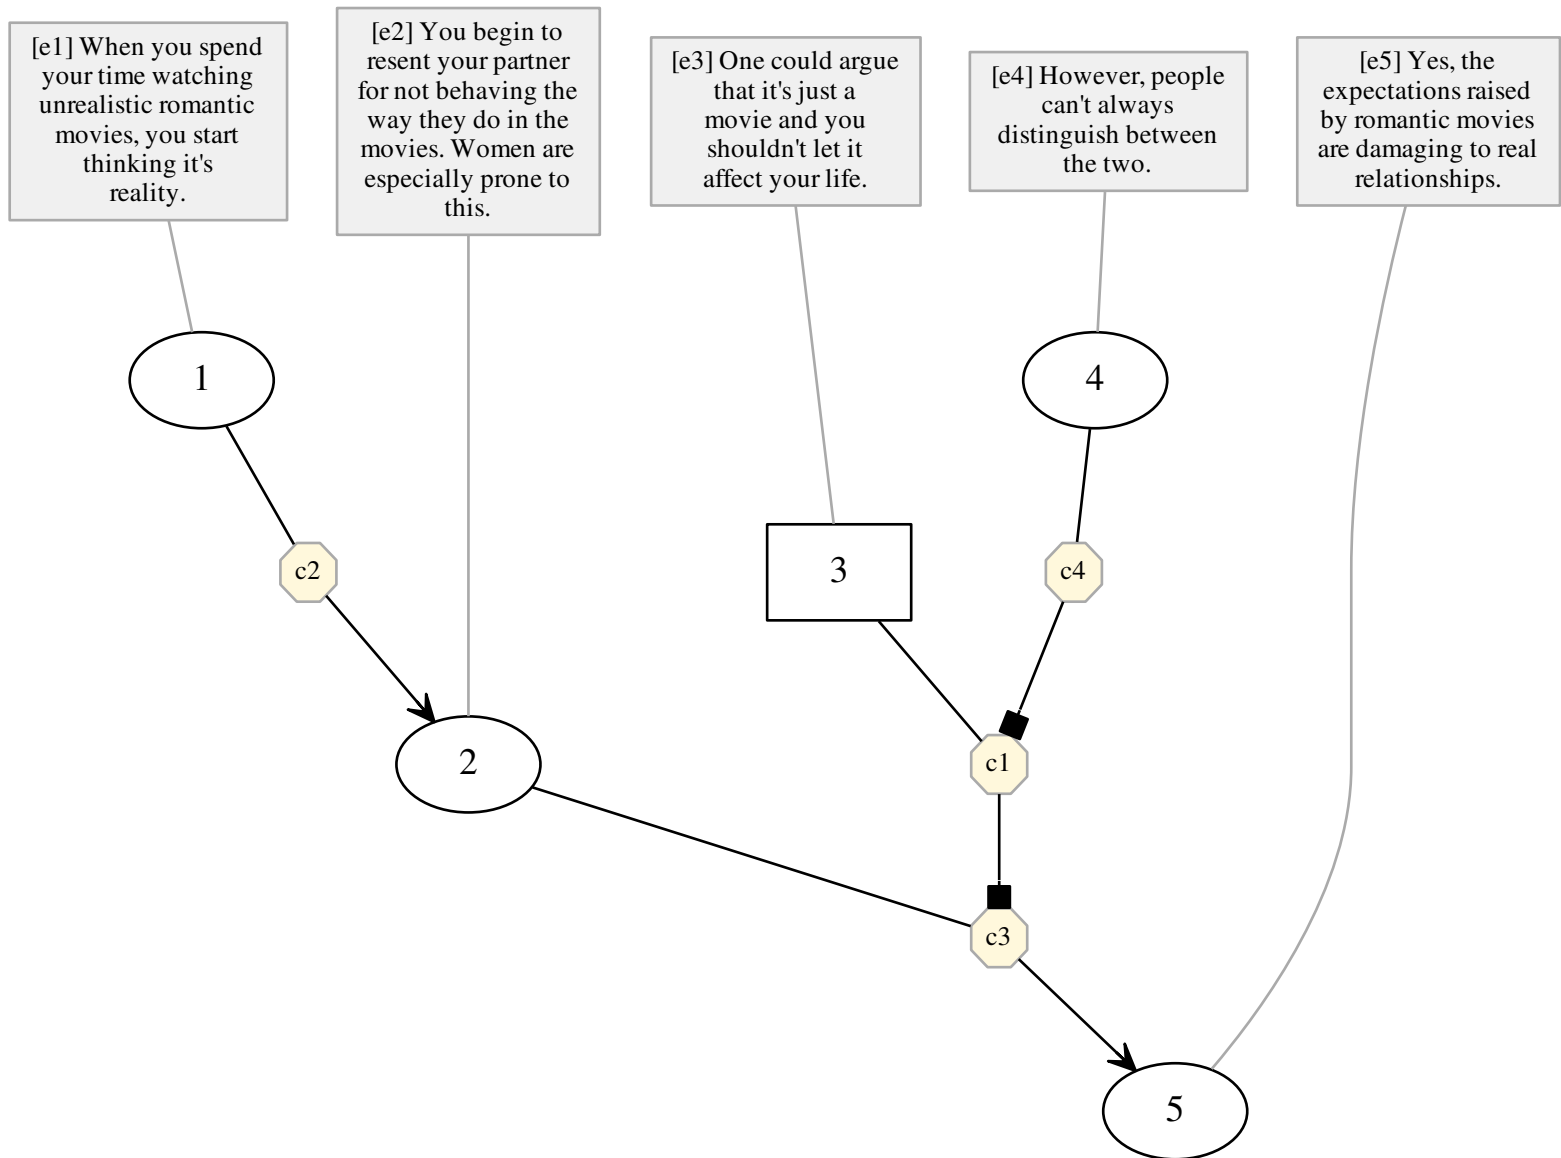 [e1] When you spend
your time watching
unrealistic romantic
movies, you start
thinking it's
reality.
[e2] You begin to
resent your partner
for not behaving the
way they do in the
movies. Women are
especially prone to
this.
[e3] One could argue
that it's just a
movie and you
shouldn't let it
affect your life.
[e4] However, people
can't always
distinguish between
the two.
[e5] Yes, the
expectations raised
by romantic movies
are damaging to real
relationships.
1
4
c2
3
c4
2
c1
c3
5